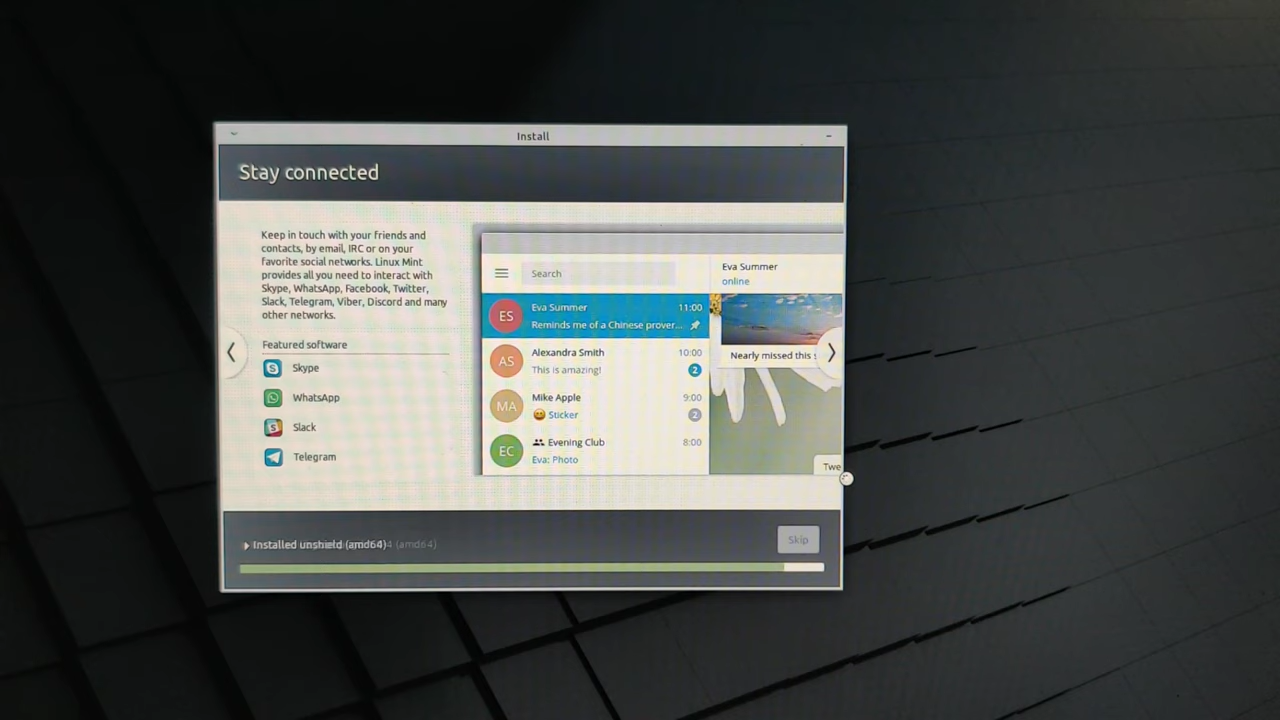 Install
Stay connected
Keep in touch with your friends and
contacts, by email, IRC or on your
favorite social networks. Linux Mint
provides all you need to interact with
Skype, WhatsApp, Facebook, Twitter,
Slack, Telegram, Viber, Discord and many
other networks.
Featured software
Skype
WhatsApp
Slack
Telegram
Search
ES
Eva Summer
11:00
Reminds me of a Chinese prover...
AS
Alexandra Smith
10:00
This is amazing!
2
MA
Mike Apple
9:00
Sticker
2
EC
Evening Club
8:00
Eva: Photo
Eva Summer
online
Nearly missed this s
Twe
Installed unshield (amd64)
Skip